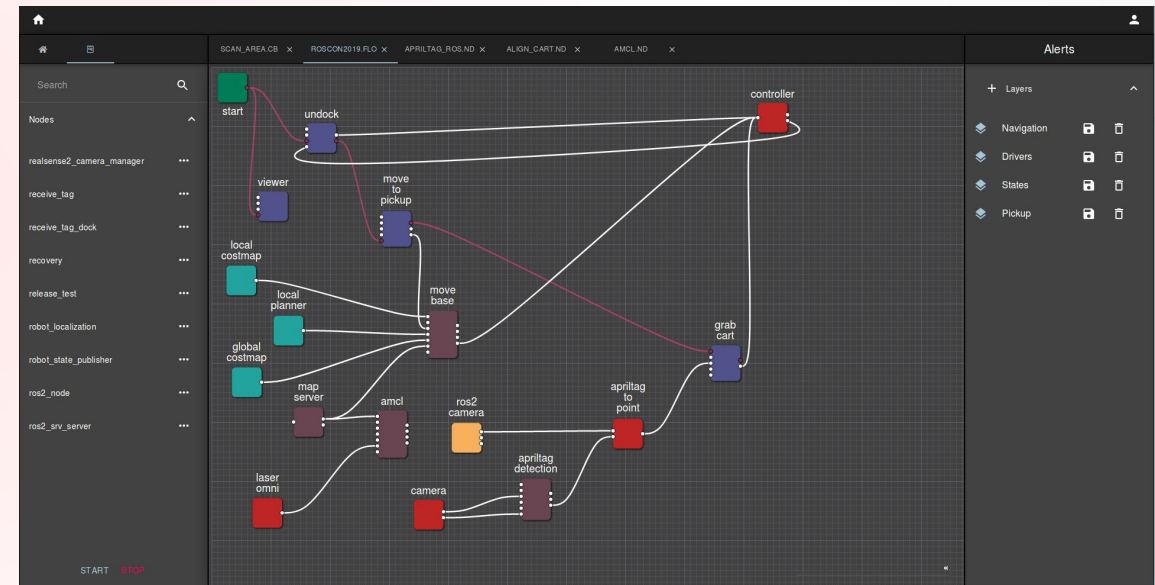 SCAN_AREA.CB ×
ROSCON2019.FLO ×
APRILTAG_ROS.ND ×
ALIGN_CART.ND ×
AMCL.ND ×
Alerts
Search
Nodes
realsense2_camera_manager
receive_tag
receive_tag_dock
recovery
release_test
robot_localization
robot_state_publisher
ros2_node
ros2_srv_server
START STOP
start
undock
controller
viewer
move
to
pickup
local
costmap
local
planner
move
base
global
costmap
grab
cart
map
server
amcl
ros2
camera
apriltag
to
point
apriltag
detection
laser
omni
camera
+ Layers
Navigation
Drivers
States
Pickup